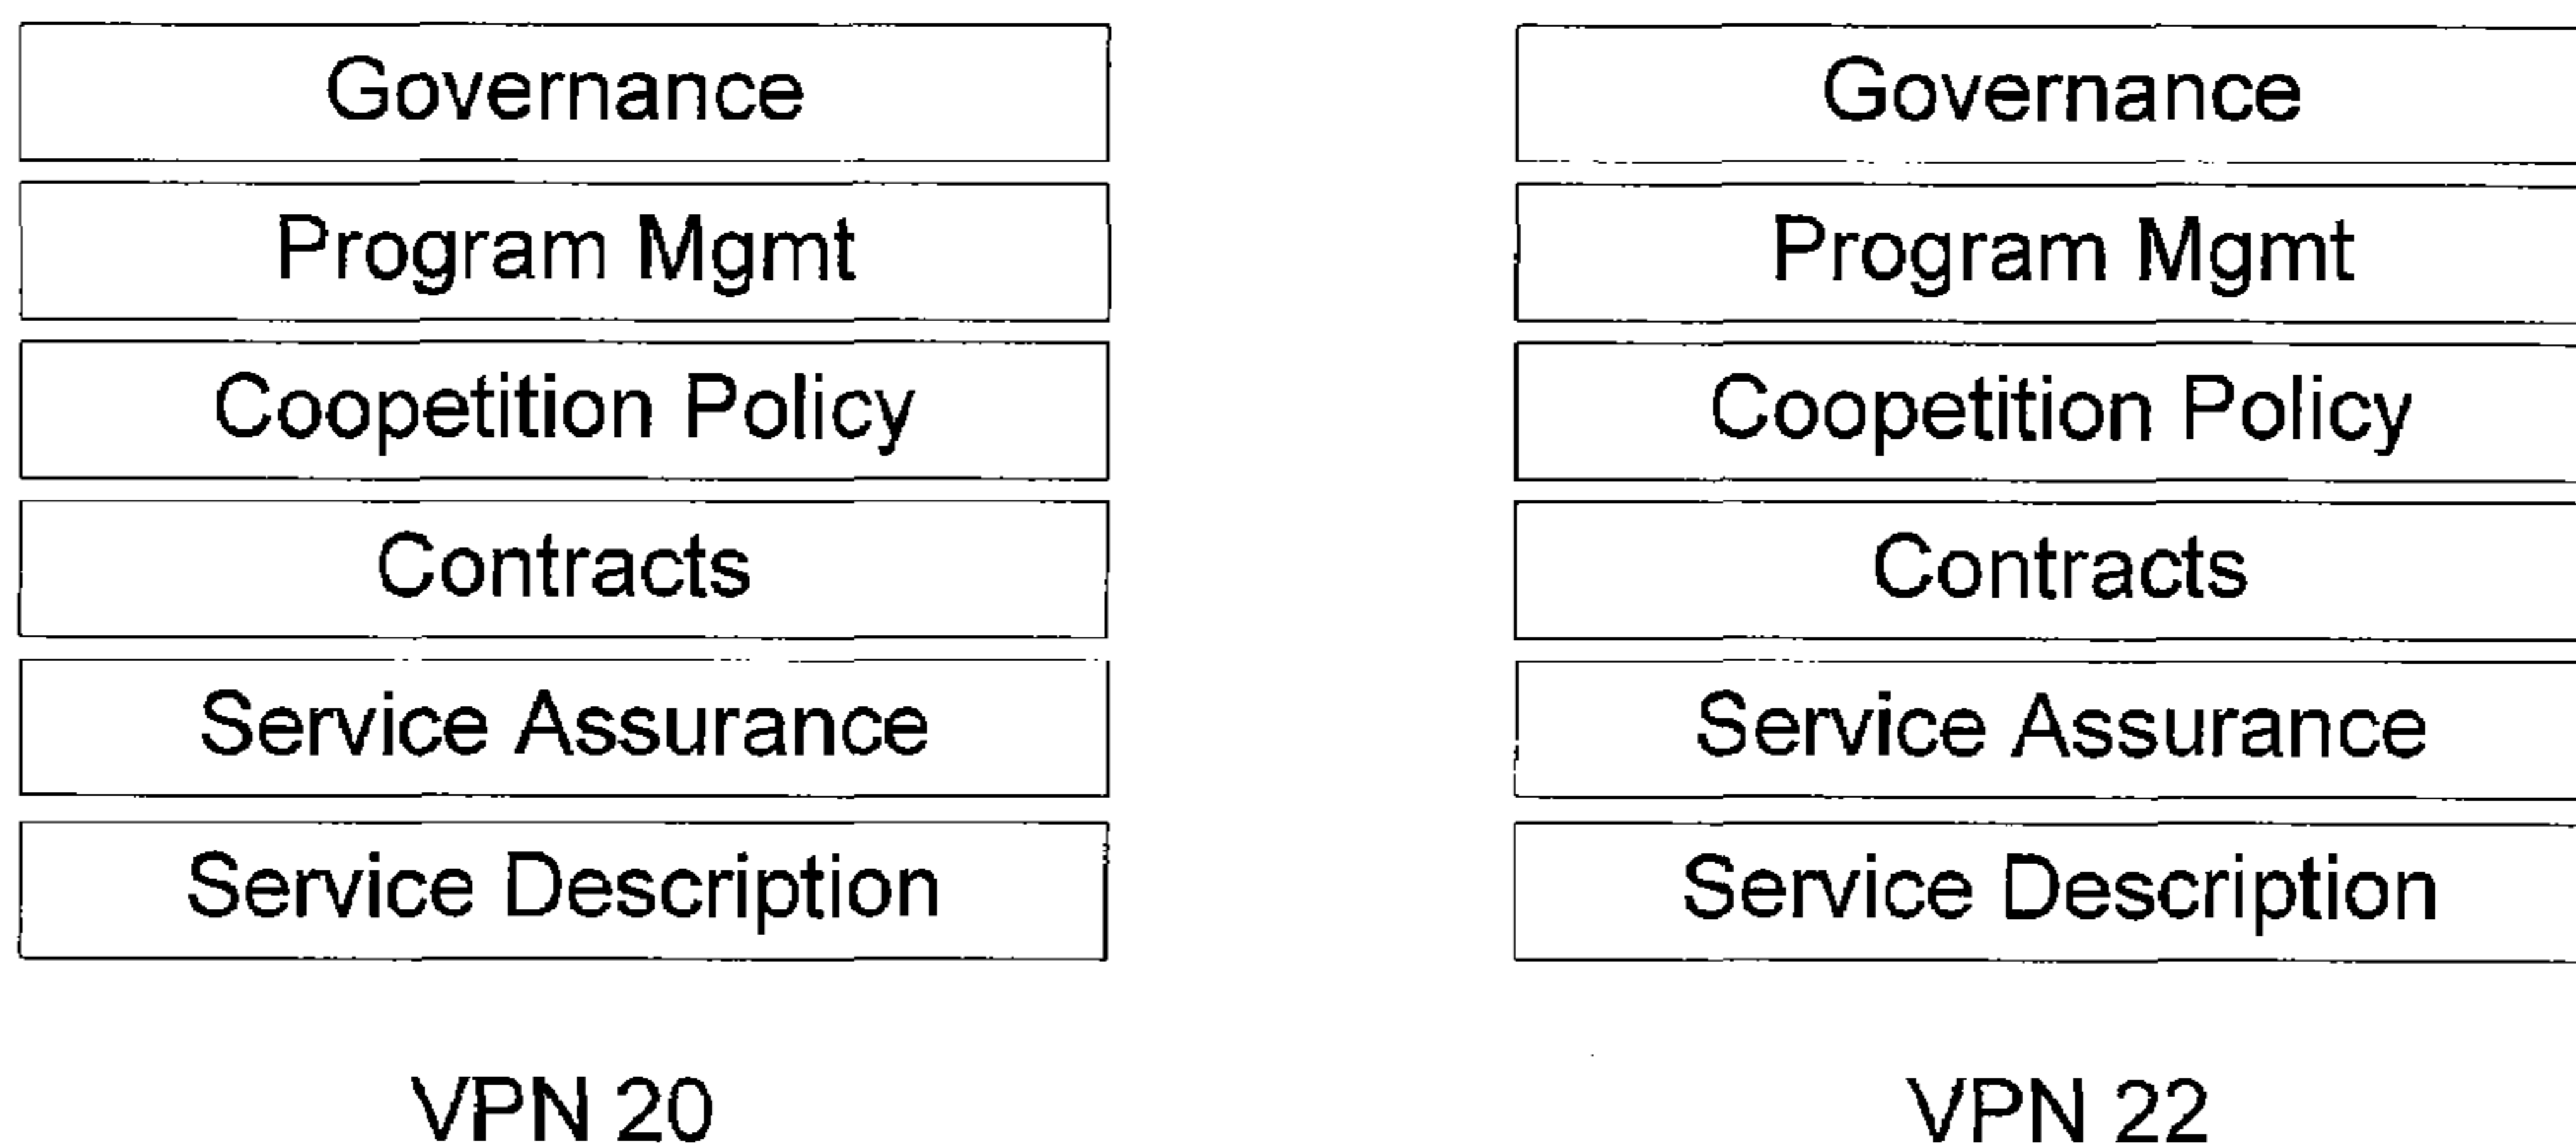 Governance
Program Mgmt
Coopetition Policy
Contracts
Service Assurance
Service Description
VPN 20
Governance
Program Mgmt
Coopetition Policy
Contracts
Service Assurance
Service Description
VPN 22